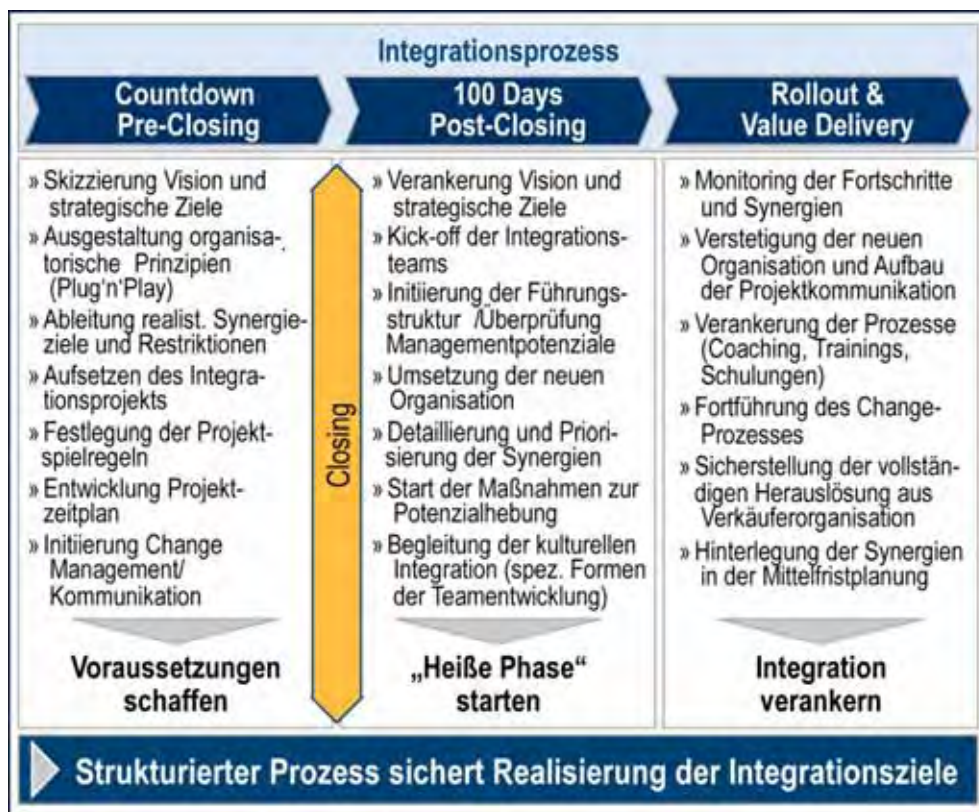 Integrationsprozess
Countdown
Pre-Closing
100 Days
Post-Closing
Rollout &
Value Delivery
» Skizzierung Vision und
strategische Ziele
» Ausgestaltung organisa-
torische Prinzipien
(Plug‘n‘Play)
» Ableitung realist. Synergie-
ziele und Restriktionen
» Aufsetzen des Integra-
tionsprojekts
» Festlegung der Projekt-
spielregeln
» Entwicklung Projekt-
zeitplan
» Initiierung Change
Management/
Kommunikation
Voraussetzungen
schaffen
Closing
» Verankerung Vision und
strategische Ziele
» Kick-off der Integrations-
teams
» Initiierung der Führungs-
struktur /Überprüfung
Managementpotenziale
» Umsetzung der neuen
Organisation
» Detaillierung und Priori-
sierung der Synergien
» Start der Maßnahmen zur
Potenzialhebung
» Begleitung der kulturellen
Integration (spez. Formen
der Teamentwicklung)
„Heiße Phase“
starten
» Monitoring der Fortschritte
und Synergien
» Verstetigung der neuen
Organisation und Aufbau
der Projektkommunikation
» Verankerung der Prozesse
(Coaching, Trainings,
Schulungen)
» Fortführung des Change-
Prozesses
» Sicherstellung der vollstän-
digen Herauslösung aus
Verkäuferorganisation
» Hinterlegung der Synergien
in der Mittelfristplanung
Integration
verankern
Strukturierter Prozess sichert Realisierung der Integrationsziele